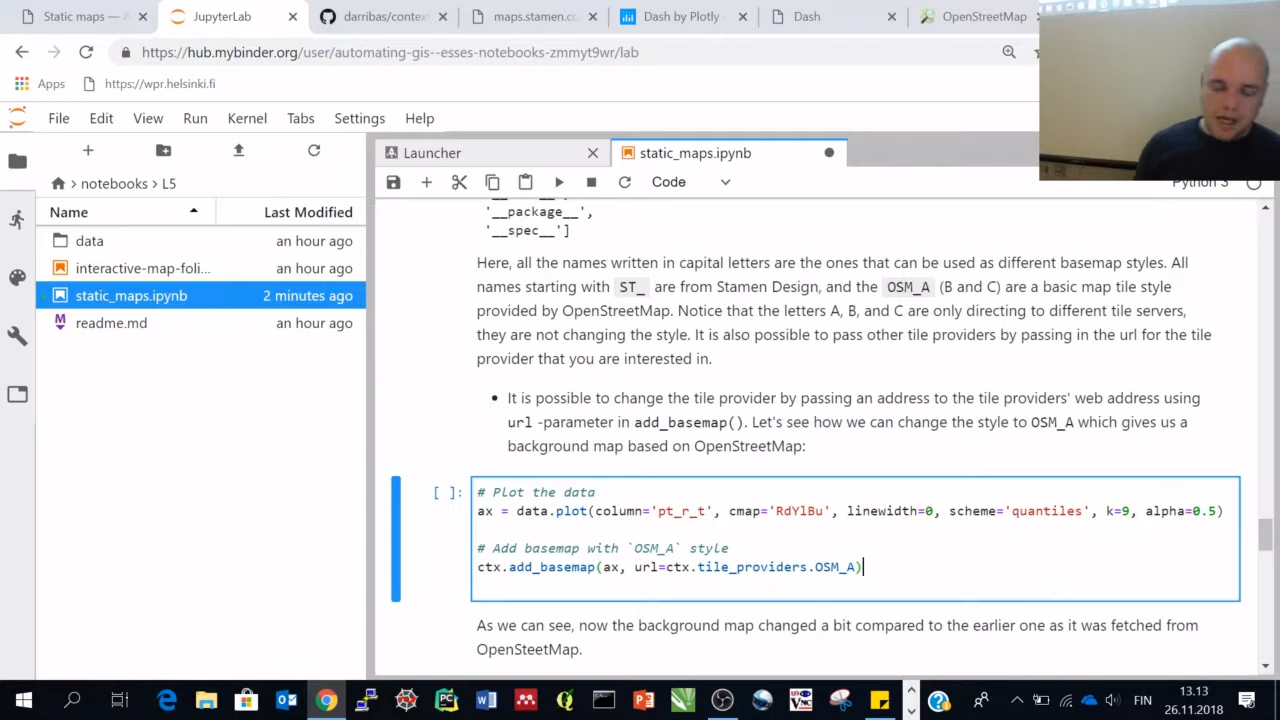 Static maps —
JupyterLab
darribas/contex
maps.stamen.co
Dash by Plotly
Dash
OpenStreetMap
https://hub.mybinder.org/user/automating-gis--esses-notebooks-zmmyt9wr/lab
Apps
https://wpr.helsinki.fi
File Edit View Run Kernel Tabs Settings Help
Launcher
static_maps.ipynb
notebooks > L5
Code
Python 3
Name
Last Modified
data
an hour ago
interactive-map-foli...
an hour ago
static_maps.ipynb
2 minutes ago
readme.md
an hour ago
'__package__',
'__spec__']
Here, all the names written in capital letters are the ones that can be used as different basemap styles. All
names starting with ST_ are from Stamen Design, and the OSM_A (B and C) are a basic map tile style
provided by OpenStreetMap. Notice that the letters A, B, and C are only directing to different tile servers,
they are not changing the style. It is also possible to pass other tile providers by passing in the url for the tile
provider that you are interested in.
• It is possible to change the tile provider by passing an address to the tile providers' web address using
url -parameter in add_basemap(). Let's see how we can change the style to OSM_A which gives us a
background map based on OpenStreetMap:
[ ]:
# Plot the data
ax = data.plot(column='pt_r_t', cmap='RdYlBu', linewidth=0, scheme='quantiles', k=9, alpha=0.5)
# Add basemap with `OSM_A` style
ctx.add_basemap(ax, url=ctx.tile_providers.OSM_A)
As we can see, now the background map changed a bit compared to the earlier one as it was fetched from
OpenSteetMap.
FIN
13.13
26.11.2018